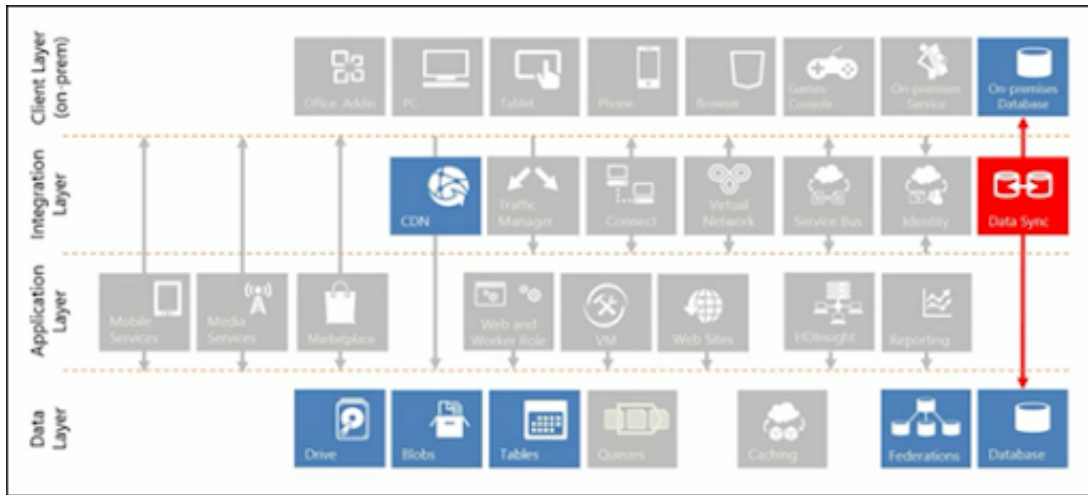 Client Layer
(on-prem)
Office Addin
PC
Tablet
Phone
Browser
Games
Console
On-premises
Service
On-premises
Database
Integration
Layer
CDN
Traffic
Manager
Connect
Virtual
Network
Service Bus
Identity
Data Sync
Application
Layer
Mobile
Services
Media
Services
Marketplace
Web and
Worker Role
VM
Web Sites
HDInsight
Reporting
Data
Layer
Drive
Blobs
Tables
Queues
Caching
Federations
Database